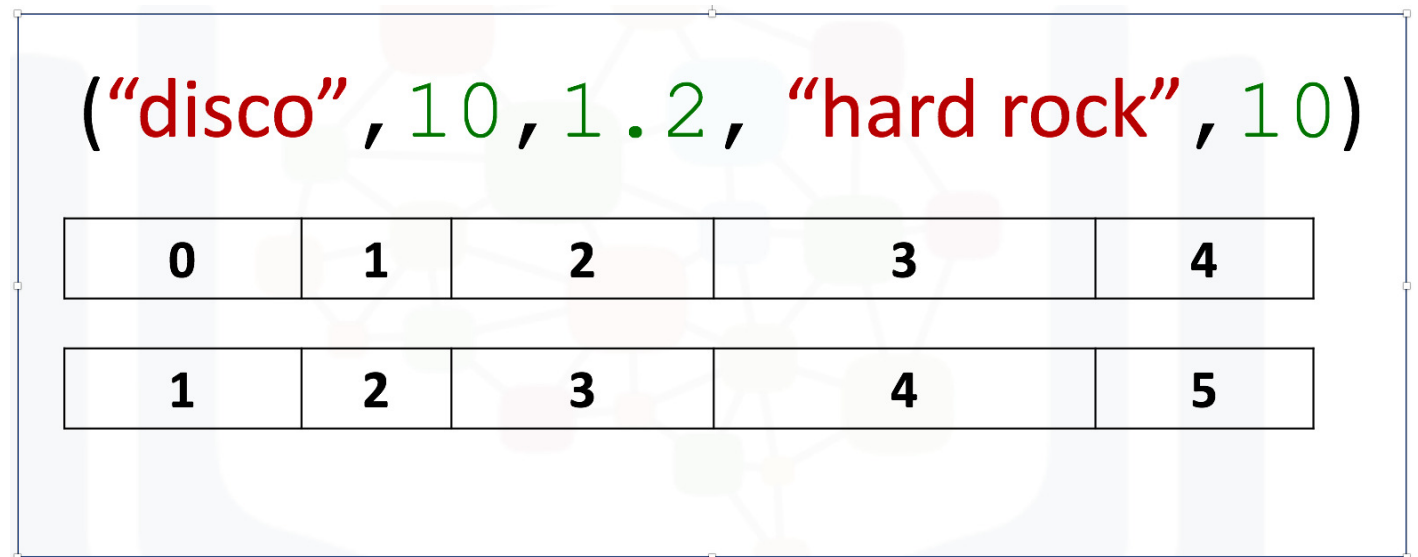 (“disco”,10,1.2, “hard rock”,10)
0 1 2 3 4
1 2 3 4 5